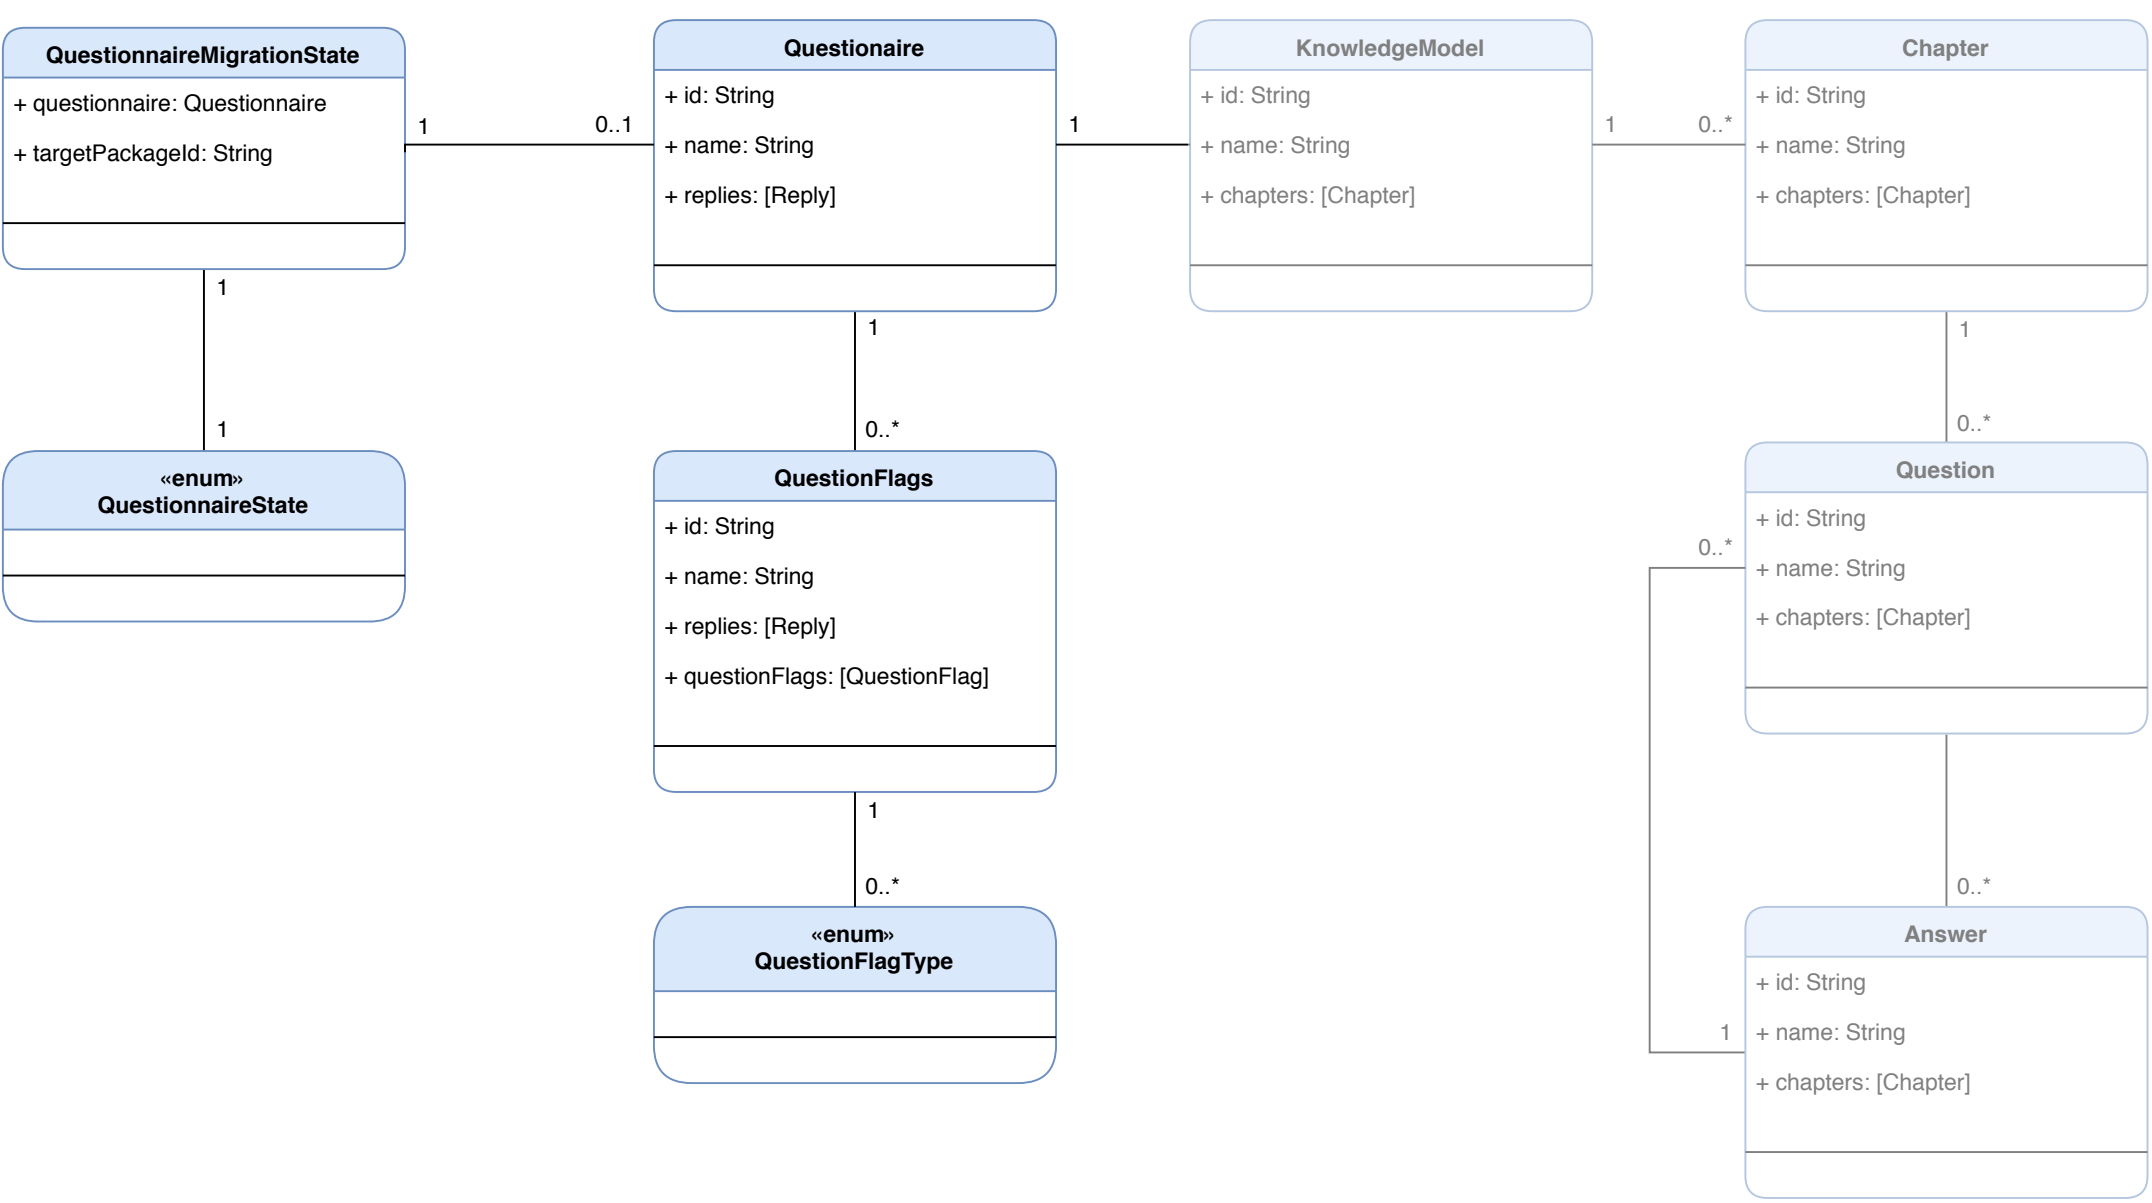 QuestionnaireMigrationState
+ questionnaire: Questionnaire
+ targetPackageId: String
1
0..1
Questionaire
+ id: String
+ name: String
+ replies: [Reply]
1
KnowledgeModel
+ id: String
+ name: String
+ chapters: [Chapter]
1
0..*
Chapter
+ id: String
+ name: String
+ chapters: [Chapter]
1
1
«enum»
QuestionnaireState
1
0..*
QuestionFlags
+ id: String
+ name: String
+ replies: [Reply]
+ questionFlags: [QuestionFlag]
1
0..*
«enum»
QuestionFlagType
1
0..*
Question
+ id: String
+ name: String
+ chapters: [Chapter]
0..*
0..*
Answer
+ id: String
+ name: String
+ chapters: [Chapter]
1